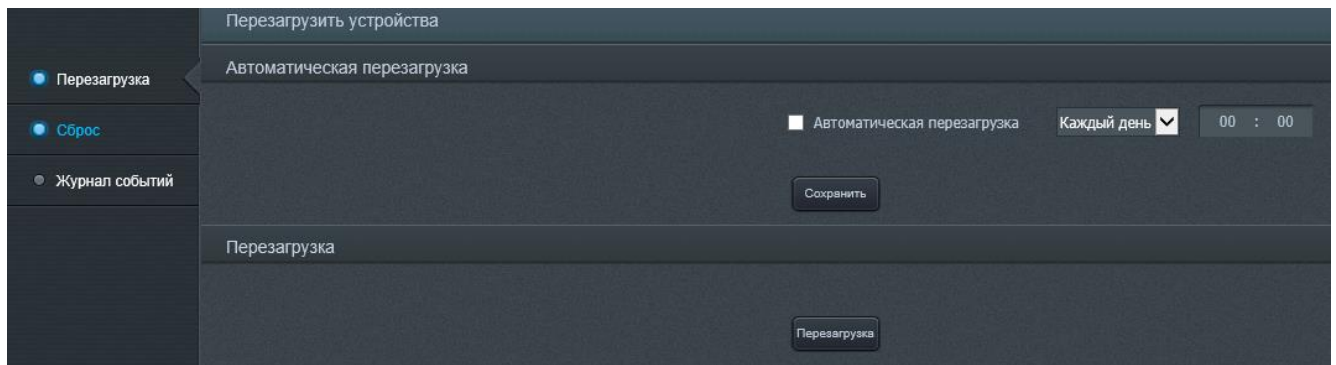 Перезагрузить устройства
Перезагрузка
Автоматическая перезагрузка
Сброс
Автоматическая перезагрузка Каждый день 00 : 00
Журнал событий
Сохранить
Перезагрузка
Перезагрузка